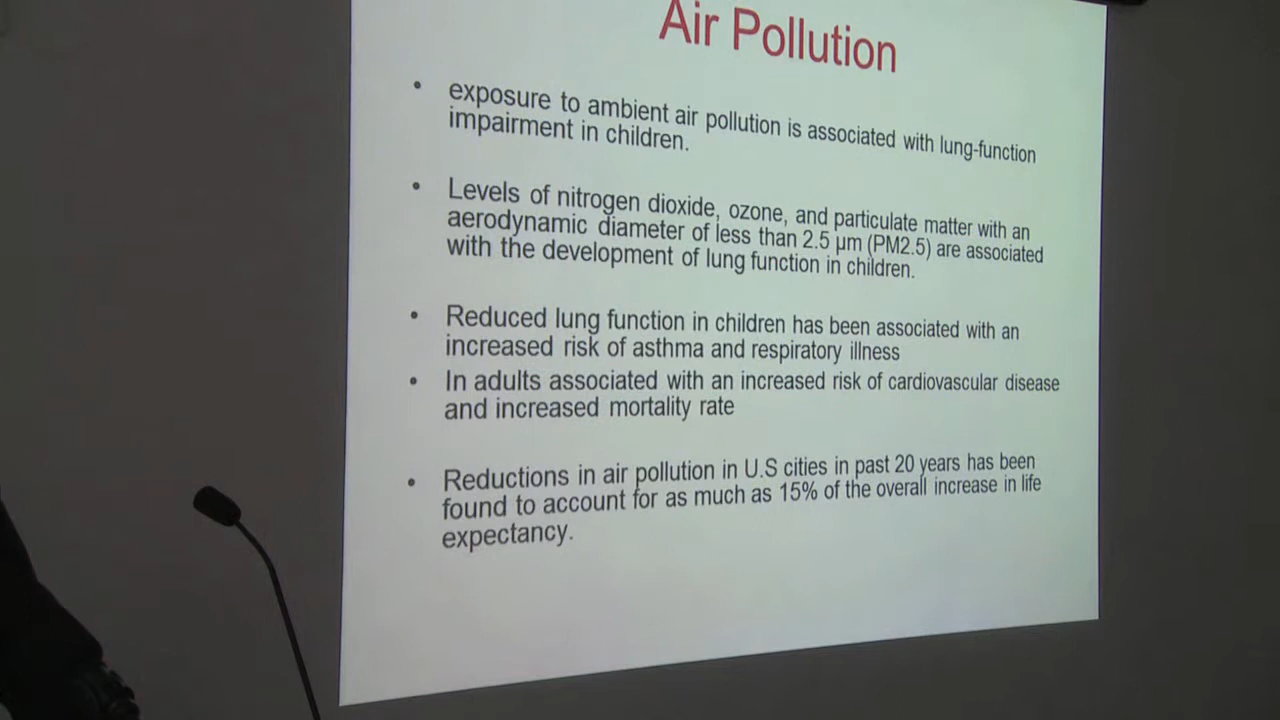 Air Pollution
• exposure to ambient air pollution is associated with lung-function
impairment in children.
• Levels of nitrogen dioxide, ozone, and particulate matter with an
aerodynamic diameter of less than 2.5 µm (PM2.5) are associated
with the development of lung function in children.
• Reduced lung function in children has been associated with an
increased risk of asthma and respiratory illness
• In adults associated with an increased risk of cardiovascular disease
and increased mortality rate
• Reductions in air pollution in U.S cities in past 20 years has been
found to account for as much as 15% of the overall increase in life
expectancy.